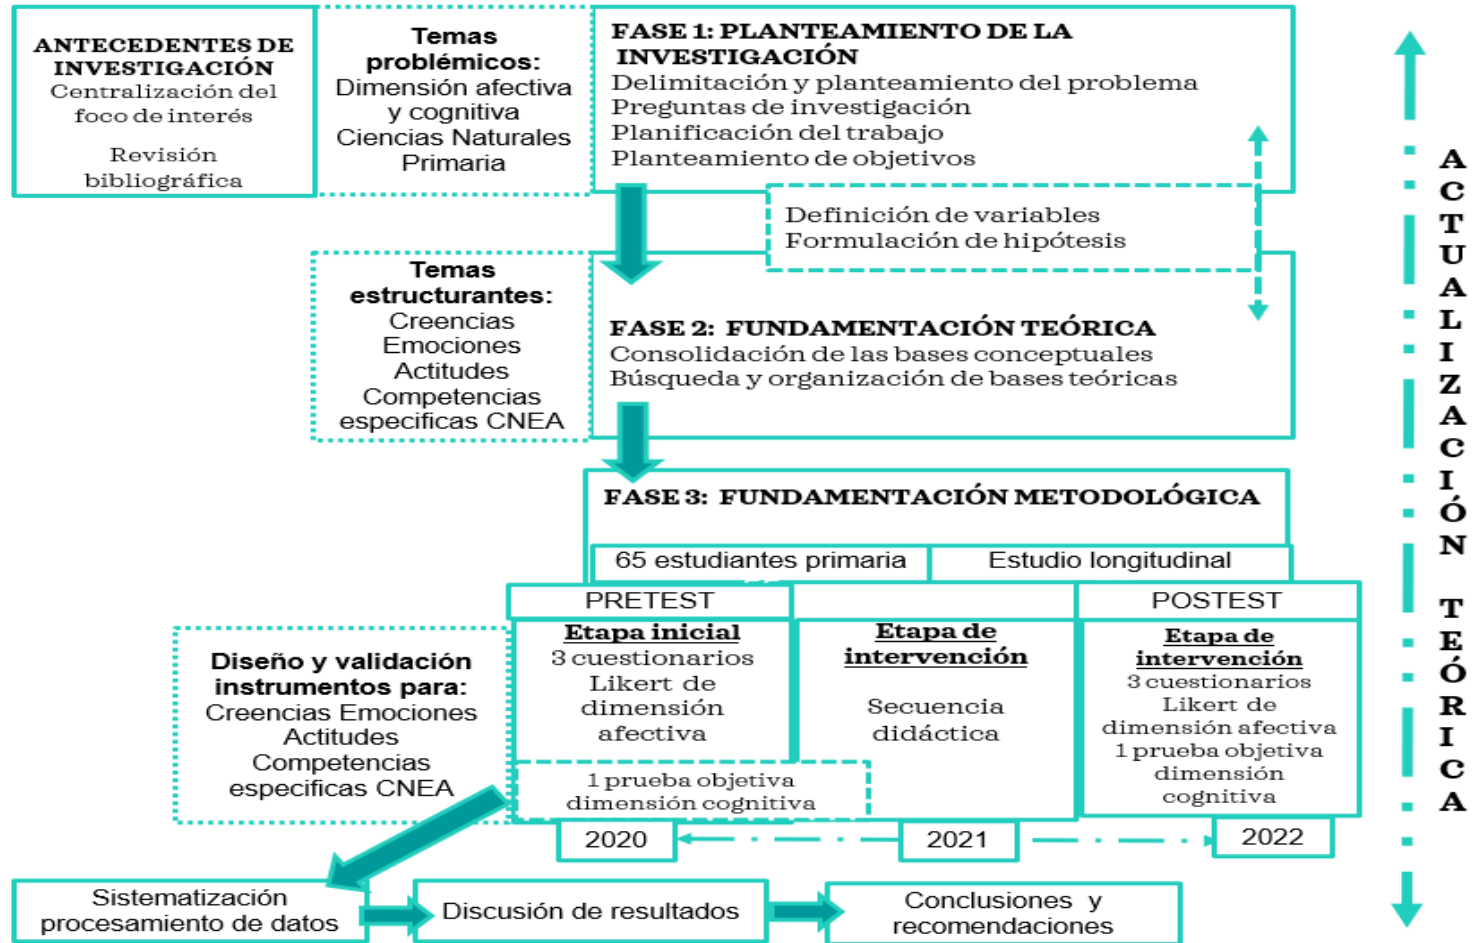 ANTECEDENTES DE
INVESTIGACIÓN
Centralización del
foco de interés
Revisión
bibliográfica
Temas
problémicos:
Dimensión afectiva
y cognitiva
Ciencias Naturales
Primaria
FASE 1: PLANTEAMIENTO DE LA
INVESTIGACIÓN
Delimitación y planteamiento del problema
Preguntas de investigación
Planificación del trabajo
Planteamiento de objetivos
Definición de variables
Formulación de hipótesis
Temas
estructurantes:
Creencias
Emociones
Actitudes
Competencias
especificas CNEA
FASE 2: FUNDAMENTACIÓN TEÓRICA
Consolidación de las bases conceptuales
Búsqueda y organización de bases teóricas
FASE 3: FUNDAMENTACIÓN METODOLÓGICA
65 estudiantes primaria
Estudio longitudinal
PRETEST
POSTEST
Diseño y validación
instrumentos para:
Creencias Emociones
Actitudes
Competencias
especificas CNEA
Etapa inicial
3 cuestionarios
Likert de
dimensión
afectiva
1 prueba objetiva
dimensión cognitiva
Etapa de
intervención
Secuencia
didáctica
Etapa de
intervención
3 cuestionarios
Likert de
dimensión afectiva
1 prueba objetiva
dimensión
cognitiva
2020
2021
2022
Sistematización
procesamiento de datos
Discusión de resultados
Conclusiones y
recomendaciones
ACTUALIZACIÓN TEÓRICA